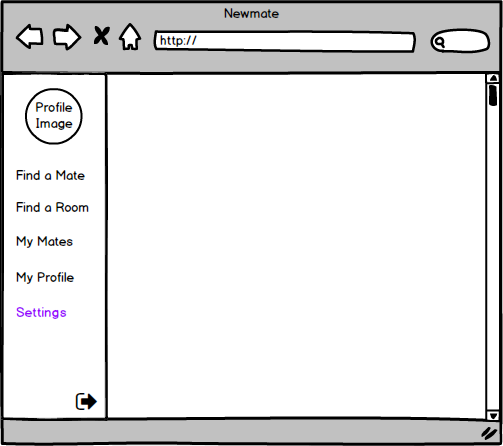 Newmate
http://
Profile
Image
Find a Mate
Find a Room
My Mates
My Profile
Settings